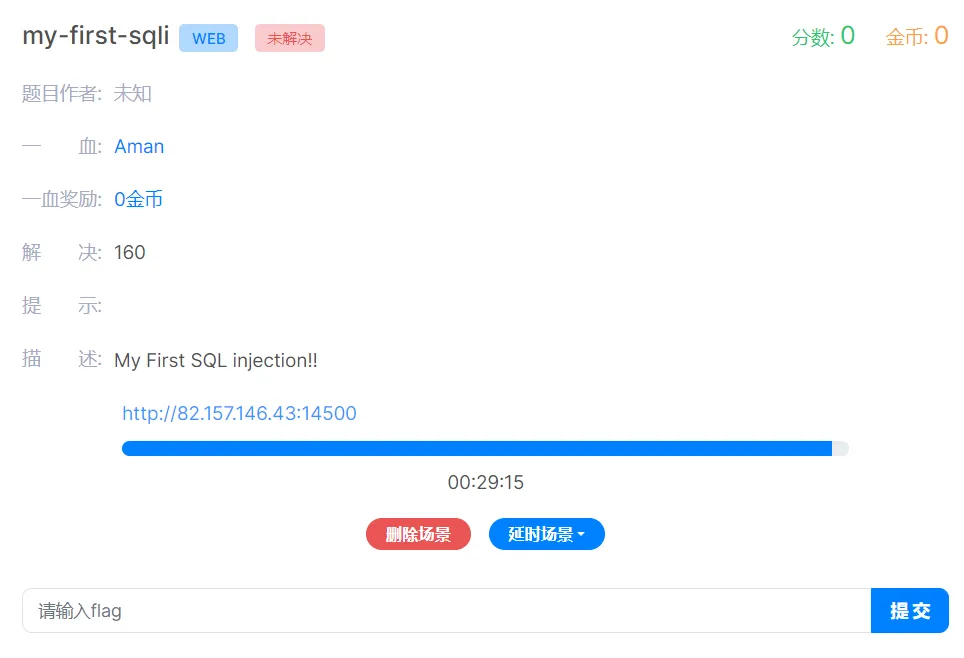 my-first-sqli WEB 未解决 分数: 0 金币: 0
题目作者: 未知
一 血: Aman
一血奖励: 0金币
解 决: 160
提 示:
描 述: My First SQL injection!!
http://82.157.146.43:14500
00:29:15
删除场景 延时场景
请输入flag 提交